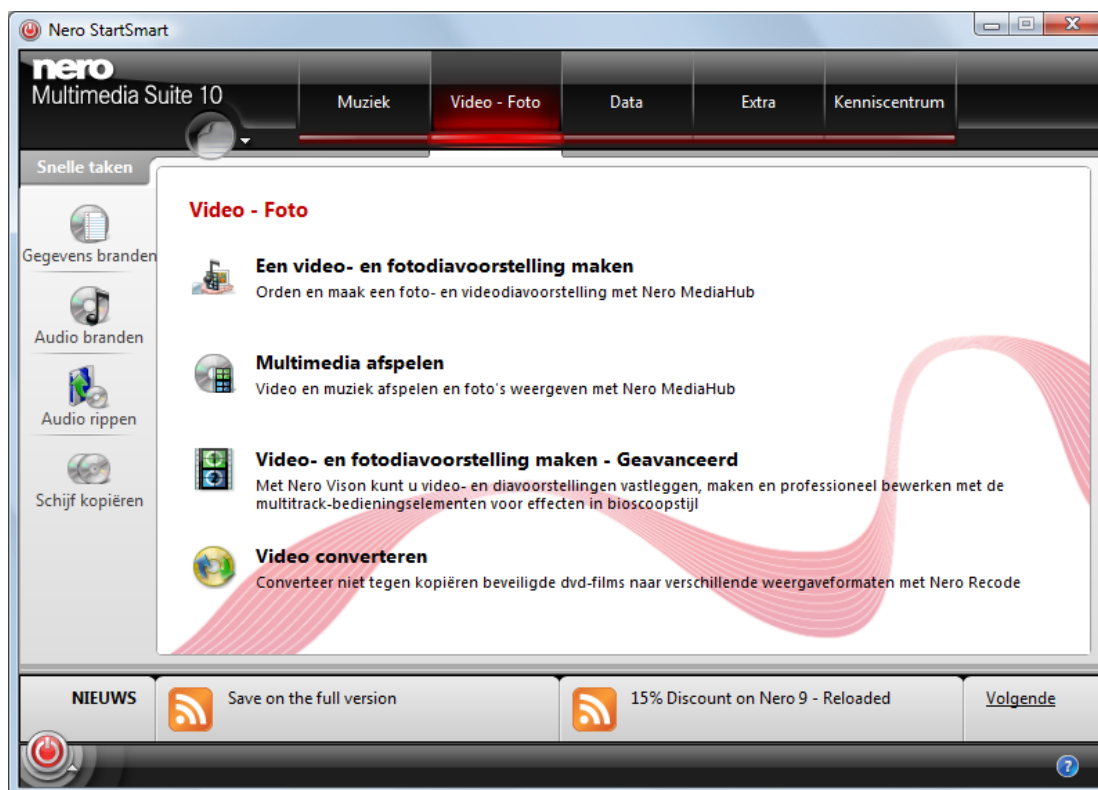 Nero StartSmart
nero
Multimedia Suite 10
Muziek
Video - Foto
Data
Extra
Kenniscentrum
Snelle taken
Gegevens branden
Audio branden
Audio rippen
Schijf kopiëren
Video - Foto
Een video- en fotodiavoorstelling maken
Orden en maak een foto- en videodiavoorstelling met Nero MediaHub
Multimedia afspelen
Video en muziek afspelen en foto's weergeven met Nero MediaHub
Video- en fotodiavoorstelling maken - Geavanceerd
Met Nero Vison kunt u video- en diavoorstellingen vastleggen, maken en professioneel bewerken met de
multitrack-bedieningselementen voor effecten in bioscoopstijl
Video converteren
Converteer niet tegen kopiëren beveiligde dvd-films naar verschillende weergaveformaten met Nero Recode
NIEUWS
Save on the full version
15% Discount on Nero 9 - Reloaded
Volgende
?